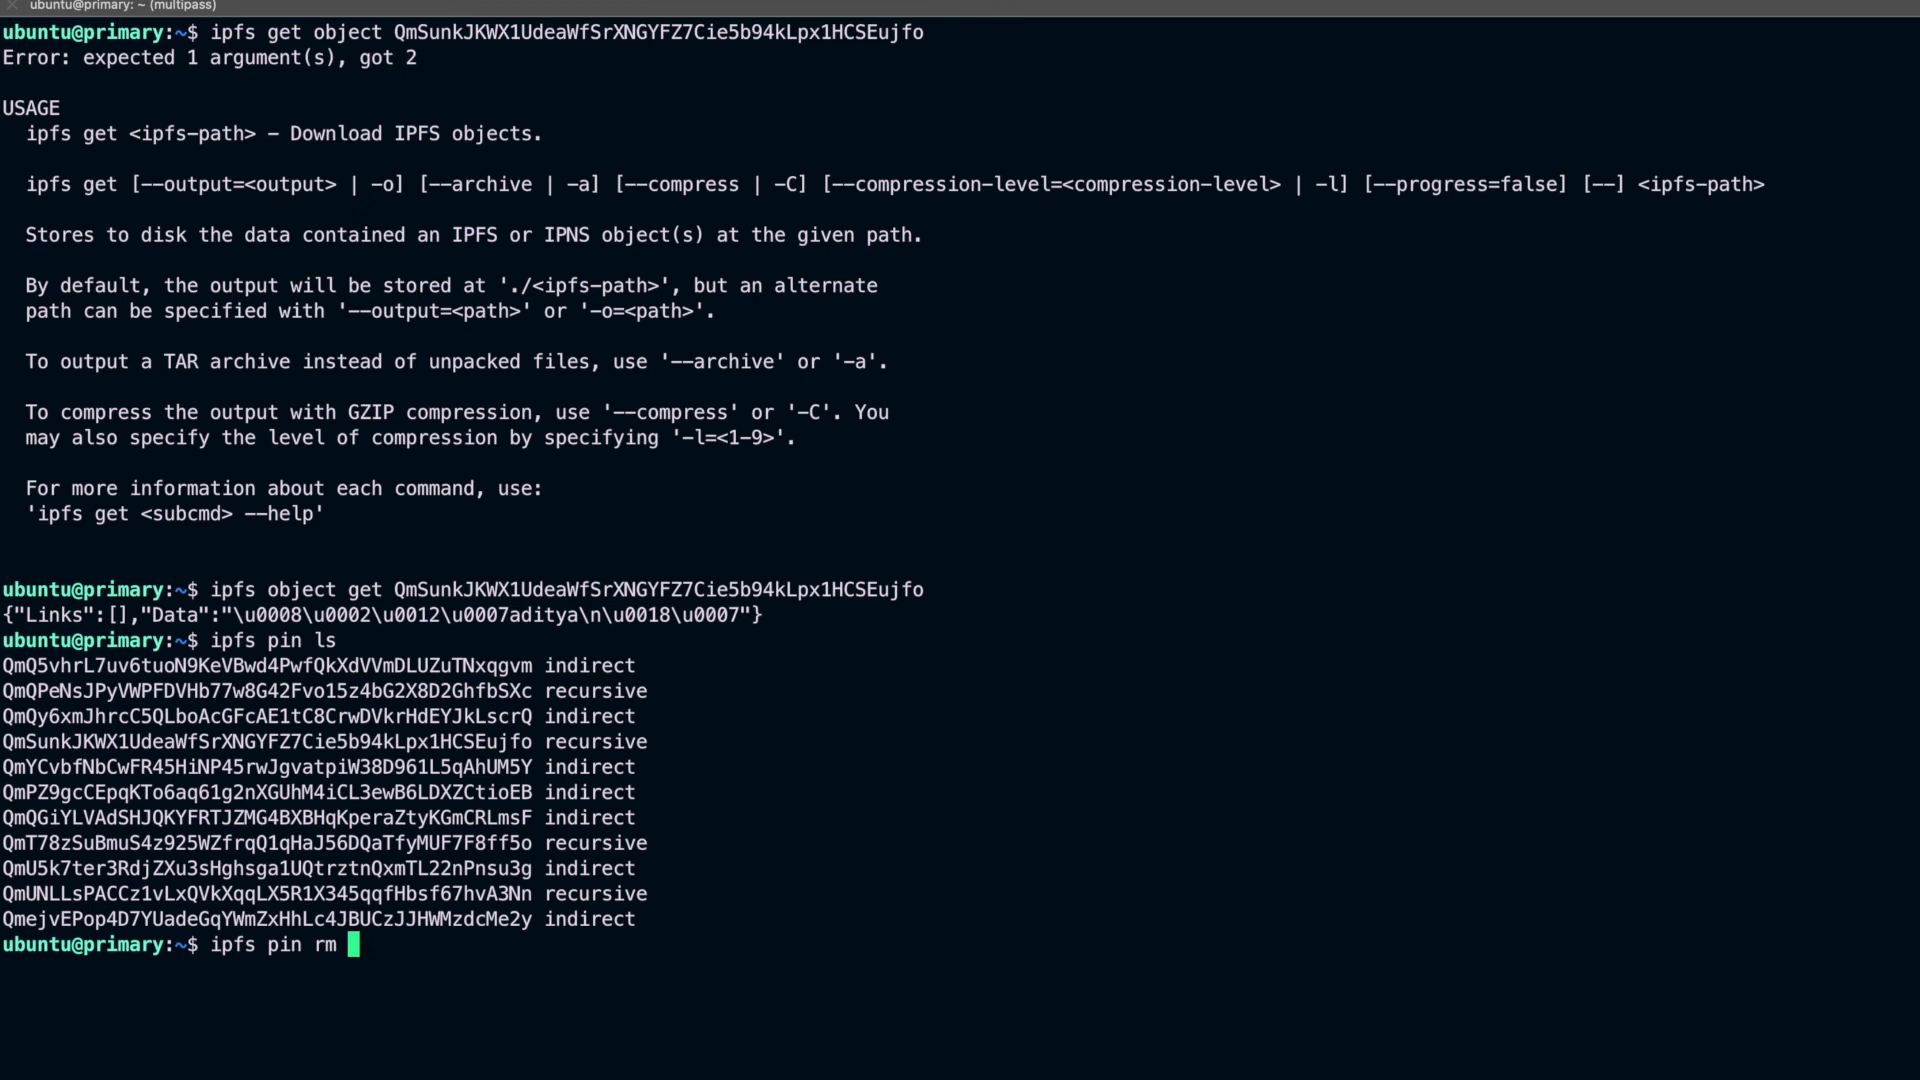 ubuntu@primary: ~ (multipass)
ubuntu@primary:~$ ipfs get object QmSunkJKWX1UdeaWfSrXNGYFZ7Cie5b94kLpx1HCSEujfo
Error: expected 1 argument(s), got 2
USAGE
ipfs get <ipfs-path> - Download IPFS objects.
ipfs get [--output=<output> | -o] [--archive | -a] [--compress | -C] [--compression-level=<compression-level> | -l] [--progress=false] [--] <ipfs-path>
Stores to disk the data contained an IPFS or IPNS object(s) at the given path.
By default, the output will be stored at './<ipfs-path>', but an alternate
path can be specified with '--output=<path>' or '-o=<path>'.
To output a TAR archive instead of unpacked files, use '--archive' or '-a'.
To compress the output with GZIP compression, use '--compress' or '-C'. You
may also specify the level of compression by specifying '-l=<1-9>'.
For more information about each command, use:
'ipfs get <subcmd> --help'
ubuntu@primary:~$ ipfs object get QmSunkJKWX1UdeaWfSrXNGYFZ7Cie5b94kLpx1HCSEujfo
{"Links":[],"Data":"\u0008\u0002\u0012\u0007aditya\n\u0018\u0007"}
ubuntu@primary:~$ ipfs pin ls
QmQ5vhrL7uv6tuoN9KeVBwd4PwfQkXdVVmDLUZuTNxqgvm indirect
QmQPeNsJPyVWPFDVHb77w8G42Fvo15z4bG2X8D2GhfbSXc recursive
QmQy6xmJhrcC5QLboAcGFcAE1tC8CrwDVkrHdEYJkLscrQ indirect
QmSunkJKWX1UdeaWfSrXNGYFZ7Cie5b94kLpx1HCSEujfo recursive
QmYCvbfNbCwFR45HiNP45rwJgvatpiW38D961L5qAhUM5Y indirect
QmPZ9gcCEpqKTo6aq61g2nXGUhM4iCL3ewB6LDXZCtioEB indirect
QmQGiYLVAdSHJQKYFRTJZMG4BXBHqKperaZtyKGmCRLmsF indirect
QmT78zSuBmuS4z925WZfrqQ1qHaJ56DQaTfyMUF7F8ff5o recursive
QmU5k7ter3RdjZXu3sHghsga1UQtrztnQxmTL22nPnsu3g indirect
QmUNLLsPACCz1vLxQVkXqqLX5R1X345qqfHbsf67hvA3Nn recursive
QmejvEPop4D7YUadeGqYWmZxHhLc4JBUCzJJHWMzdcMe2y indirect
ubuntu@primary:~$ ipfs pin rm